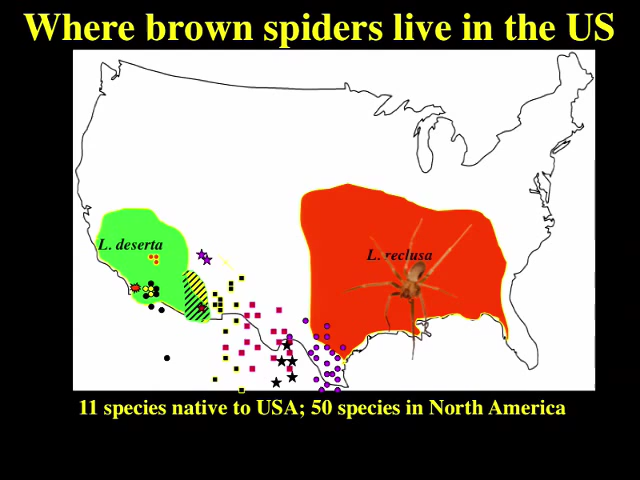 Where brown spiders live in the US
L. deserta
L. reclusa
11 species native to USA; 50 species in North America